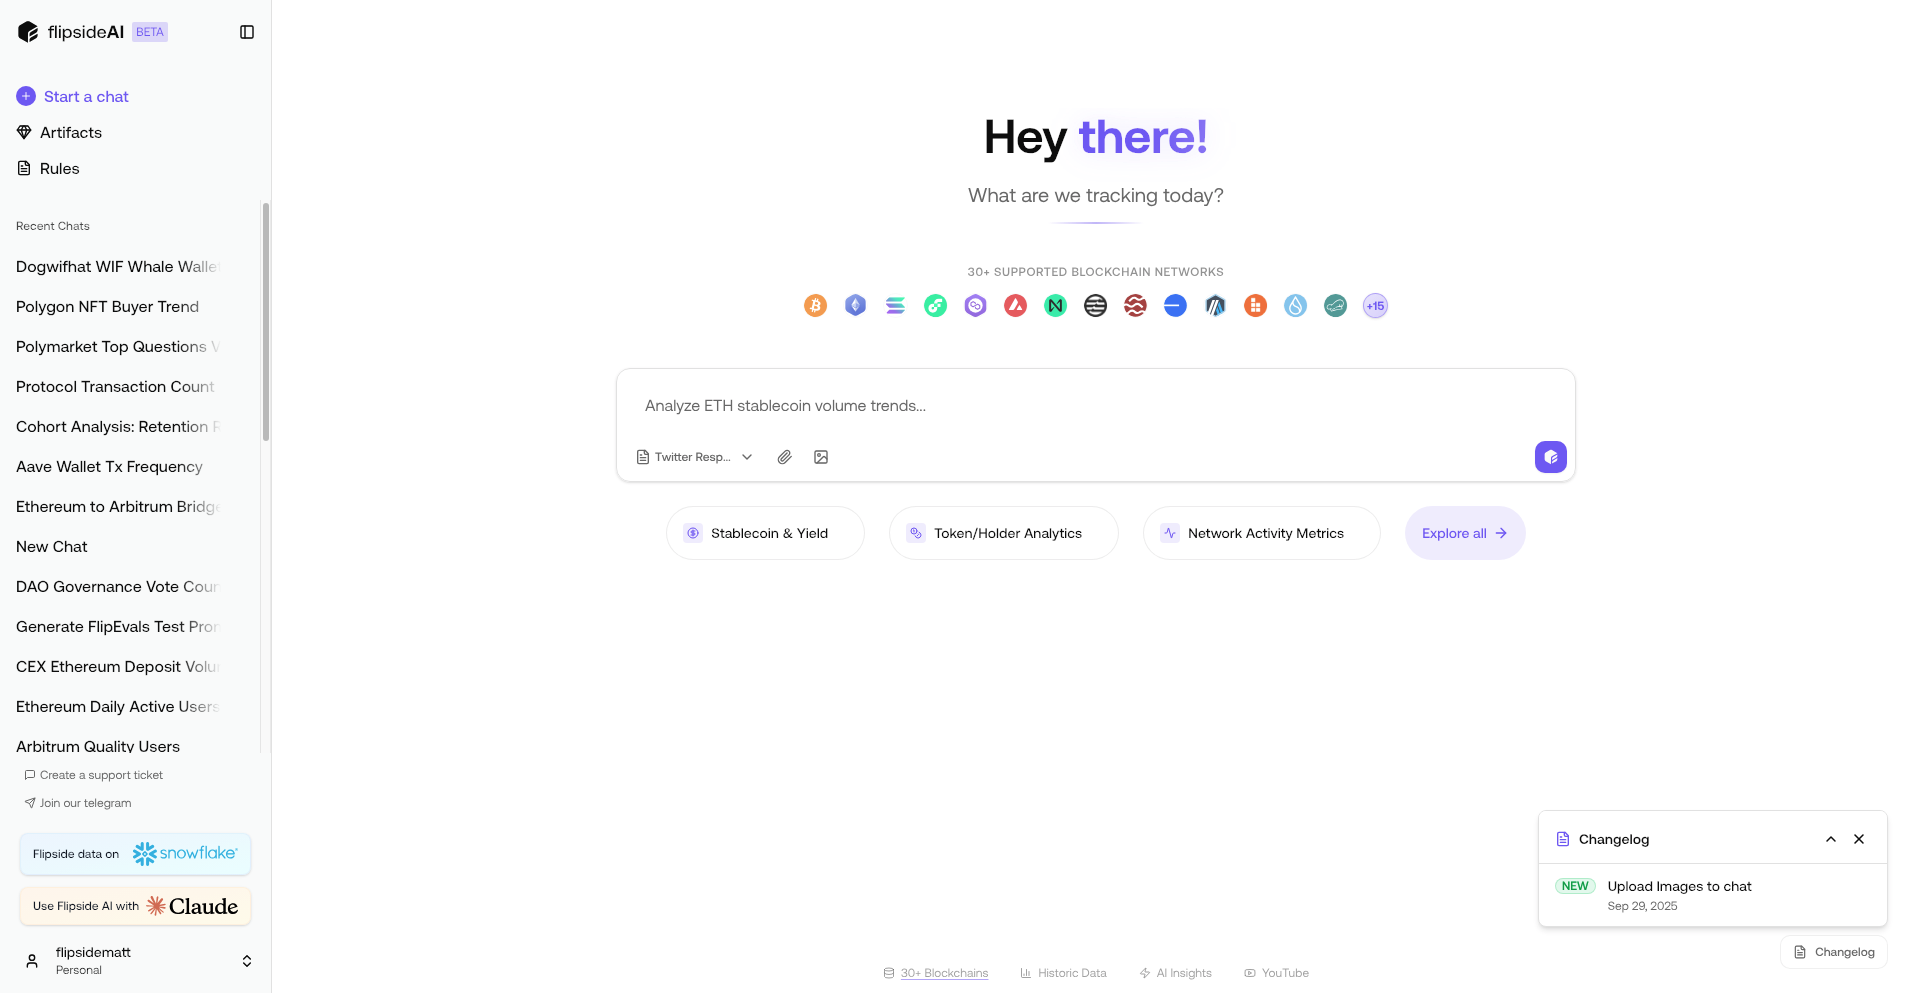 flipsideAI BETA
Start a chat
Artifacts
Rules
Recent Chats
Dogwifhat WIF Whale Wallet
Polygon NFT Buyer Trend
Polymarket Top Questions V
Protocol Transaction Count
Cohort Analysis: Retention R
Aave Wallet Tx Frequency
Ethereum to Arbitrum Bridge
New Chat
DAO Governance Vote Coun
Generate FlipEvals Test Prom
CEX Ethereum Deposit Volu
Ethereum Daily Active Users
Arbitrum Quality Users
Create a support ticket
Join our telegram
Flipside data on snowflake
Use Flipside AI with Claude
flipsidematt
Personal
Hey there!
What are we tracking today?
30+ SUPPORTED BLOCKCHAIN NETWORKS
+15
Analyze ETH stablecoin volume trends...
Twitter Resp...
Stablecoin & Yield
Token/Holder Analytics
Network Activity Metrics
Explore all
Changelog
NEW Upload Images to chat
Sep 29, 2025
Changelog
30+ Blockchains
Historic Data
AI Insights
YouTube